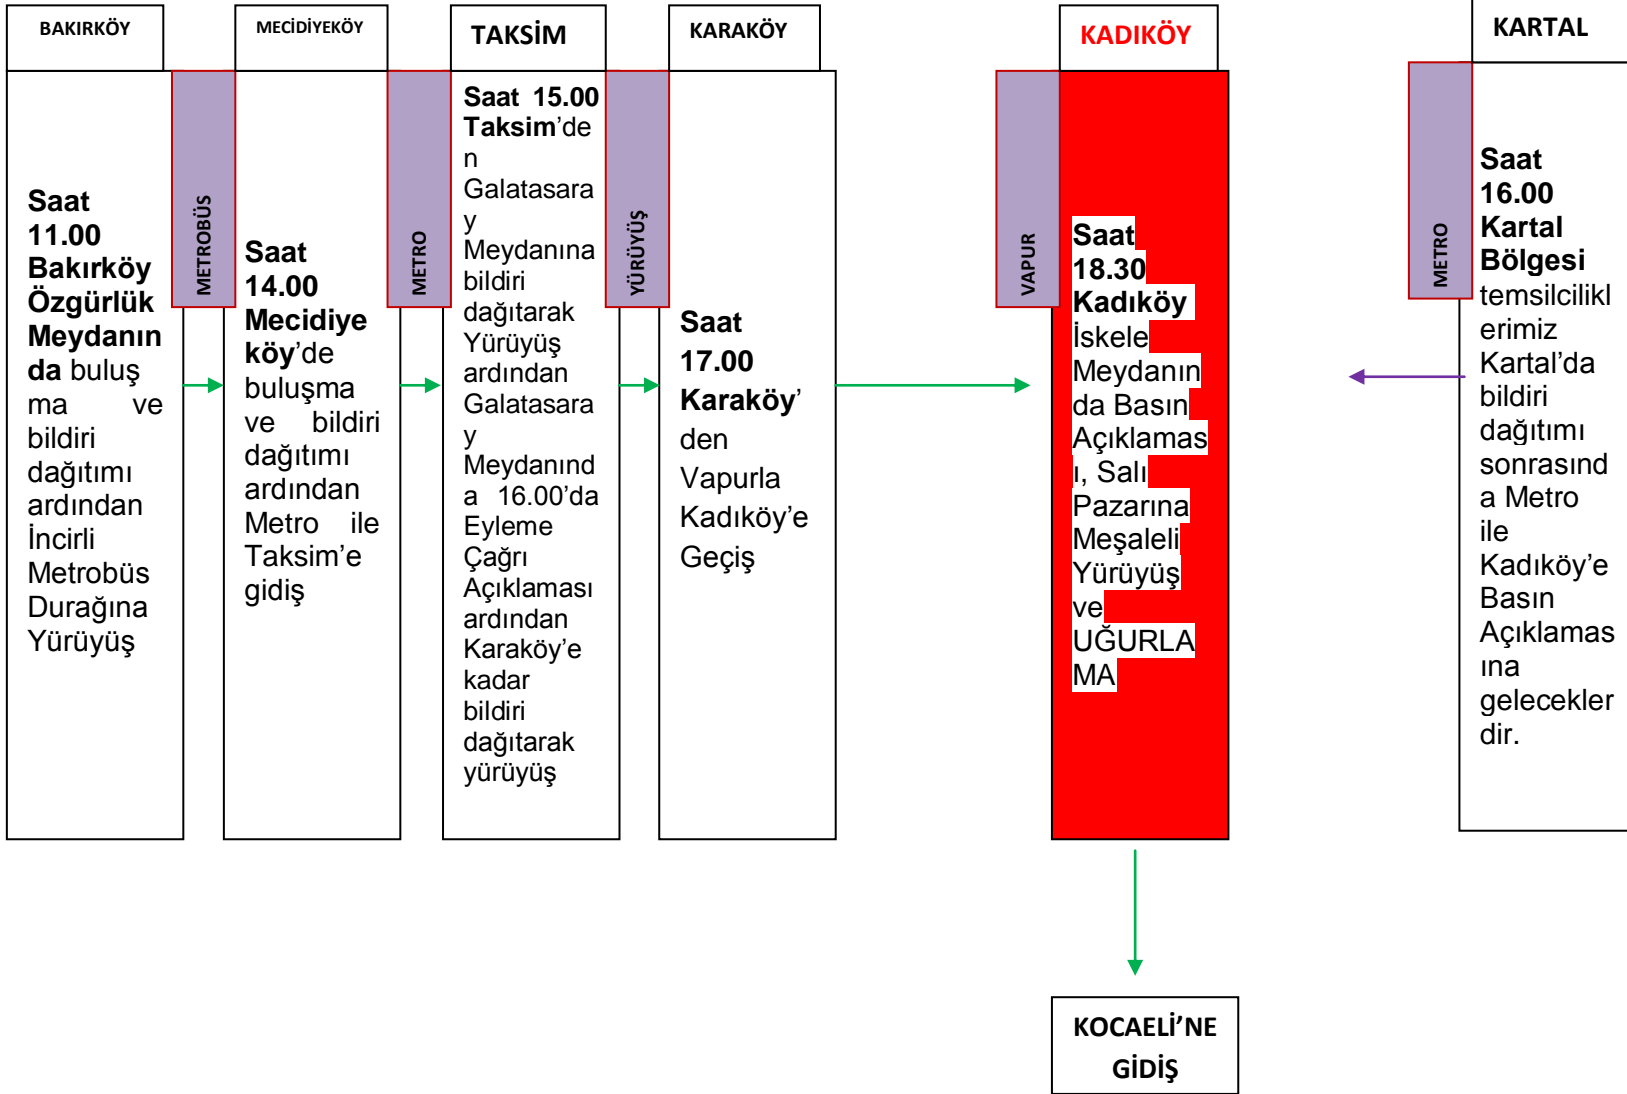 BAKIRKÖY
Saat
11.00
Bakırköy
Özgürlük
Meydanın
da buluş
ma ve
bildiri
dağıtımı
ardından
İncirli
Metrobüs
Durağına
Yürüyüş
METROBÜS
MECİDİYEKÖY
Saat
14.00
Mecidiye
köy’de
buluşma
ve bildiri
dağıtımı
ardından
Metro ile
Taksim’e
gidiş
METRO
TAKSİM
Saat 15.00
Taksim’de
n
Galatasara
y
Meydanına
bildiri
dağıtarak
Yürüyüş
ardından
Galatasara
y
Meydanınd
a 16.00’da
Eyleme
Çağrı
Açıklaması
ardından
Karaköy’e
kadar
bildiri
dağıtarak
yürüyüş
YÜRÜYÜŞ
KARAKÖY
Saat
17.00
Karaköy’
den
Vapurla
Kadıköy’e
Geçiş
VAPUR
KADIKÖY
Saat
18.30
Kadıköy
İskele
Meydanın
da Basın
Açıklamas
ı, Salı
Pazarına
Meşaleli
Yürüyüş
ve
UĞURLA
MA
METRO
KARTAL
Saat
16.00
Kartal
Bölgesi
temsilcilikl
erimiz
Kartal’da
bildiri
dağıtımı
sonrasınd
a Metro
ile
Kadıköy’e
Basın
Açıklamas
ına
gelecekler
dir.
KOCAELİ’NE
GİDİŞ